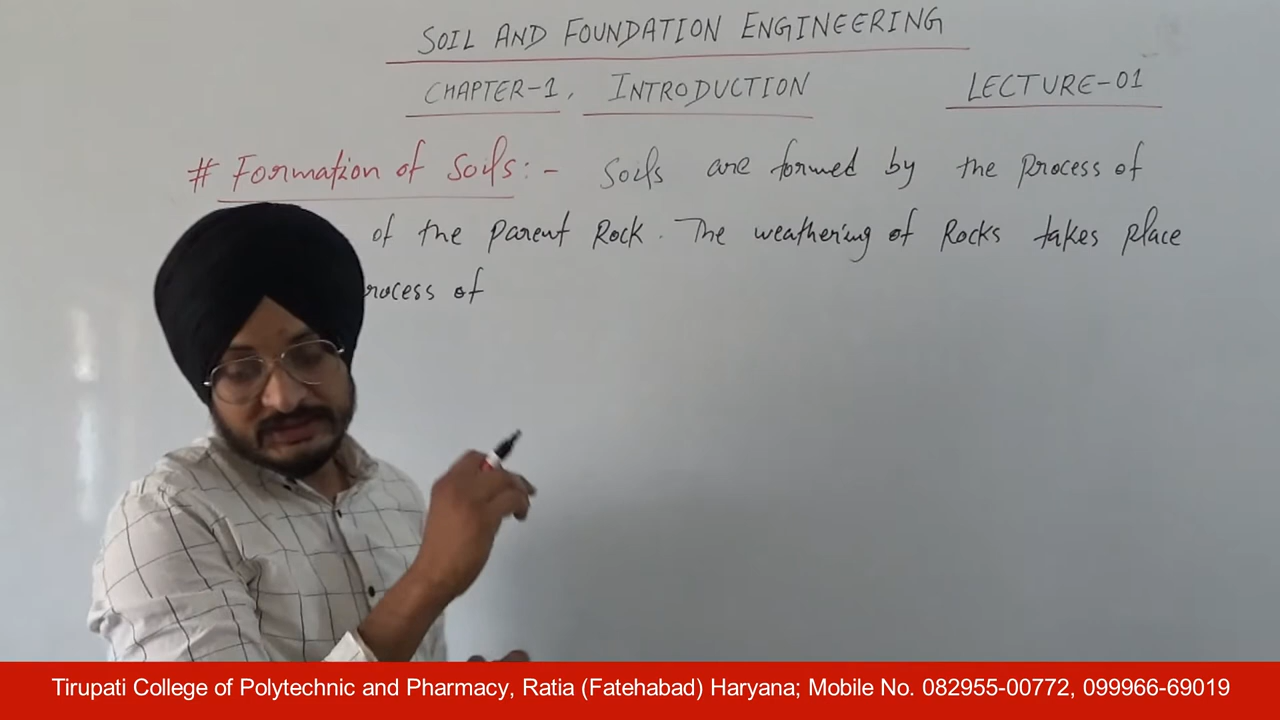 SOIL AND FOUNDATION ENGINEERING
CHAPTER-1, INTRODUCTION LECTURE-01
# Formation of Soils:- Soils are formed by the process of
of the parent Rock. The weathering of Rocks takes place
rocess of
Tirupati College of Polytechnic and Pharmacy, Ratia (Fatehabad) Haryana; Mobile No. 082955-00772, 099966-69019